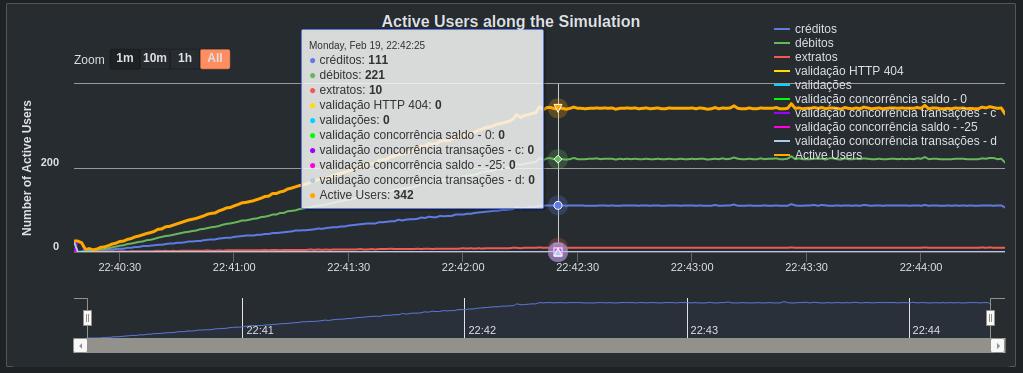 Active Users along the Simulation
Zoom 1m 10m 1h All
Number of Active Users
200
0
Monday, Feb 19, 22:42:25
créditos: 111
débitos: 221
extratos: 10
validação HTTP 404: 0
validações: 0
validação concorrência saldo - 0: 0
validação concorrência transações - c: 0
validação concorrência saldo - -25: 0
validação concorrência transações - d: 0
Active Users: 342
créditos
débitos
extratos
validação HTTP 404
validações
validação concorrência saldo - 0
validação concorrência transações - c
validação concorrência saldo - -25
validação concorrência transações - d
Active Users
22:40:30 22:41:00 22:41:30 22:42:00 22:42:30 22:43:00 22:43:30 22:44:00
22:41 22:42 22:43 22:44